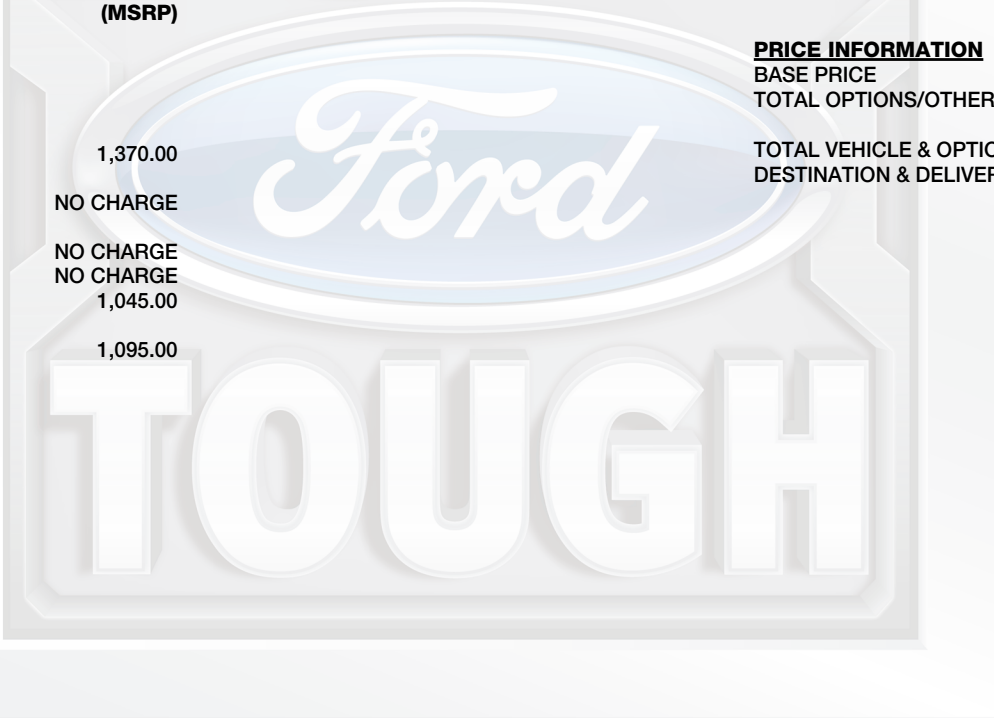 (MSRP)
1,370.00
NO CHARGE
NO CHARGE
NO CHARGE
1,045.00
1,095.00
PRICE INFORMATION
BASE PRICE
TOTAL OPTIONS/OTHER
TOTAL VEHICLE & OPTIO
DESTINATION & DELIVER
Ford
TOUGH